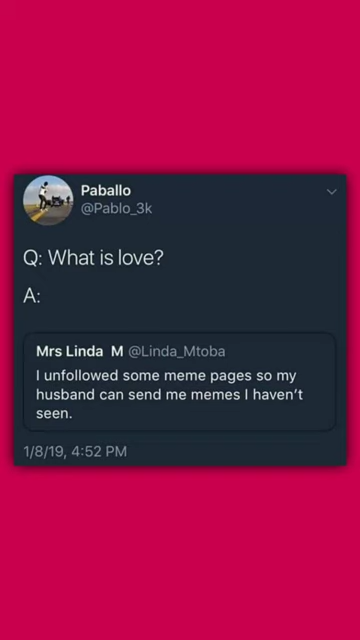 Paballo
@Pablo_3k
Q: What is love?
A:
Mrs Linda M @Linda_Mtoba
I unfollowed some meme pages so my
husband can send me memes I haven't
seen.
1/8/19, 4:52 PM